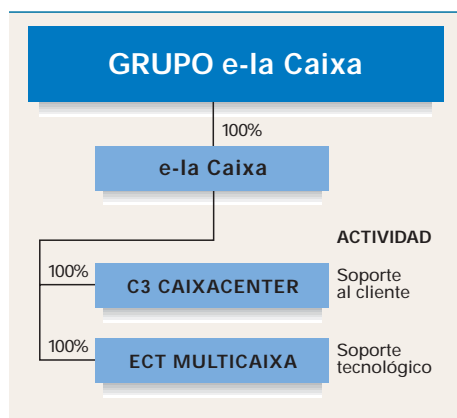 GRUPO e-la Caixa
100%
e-la Caixa
ACTIVIDAD
100%
C3 CAIXACENTER
Soporte
al cliente
100%
ECT MULTICAIXA
Soporte
tecnológico